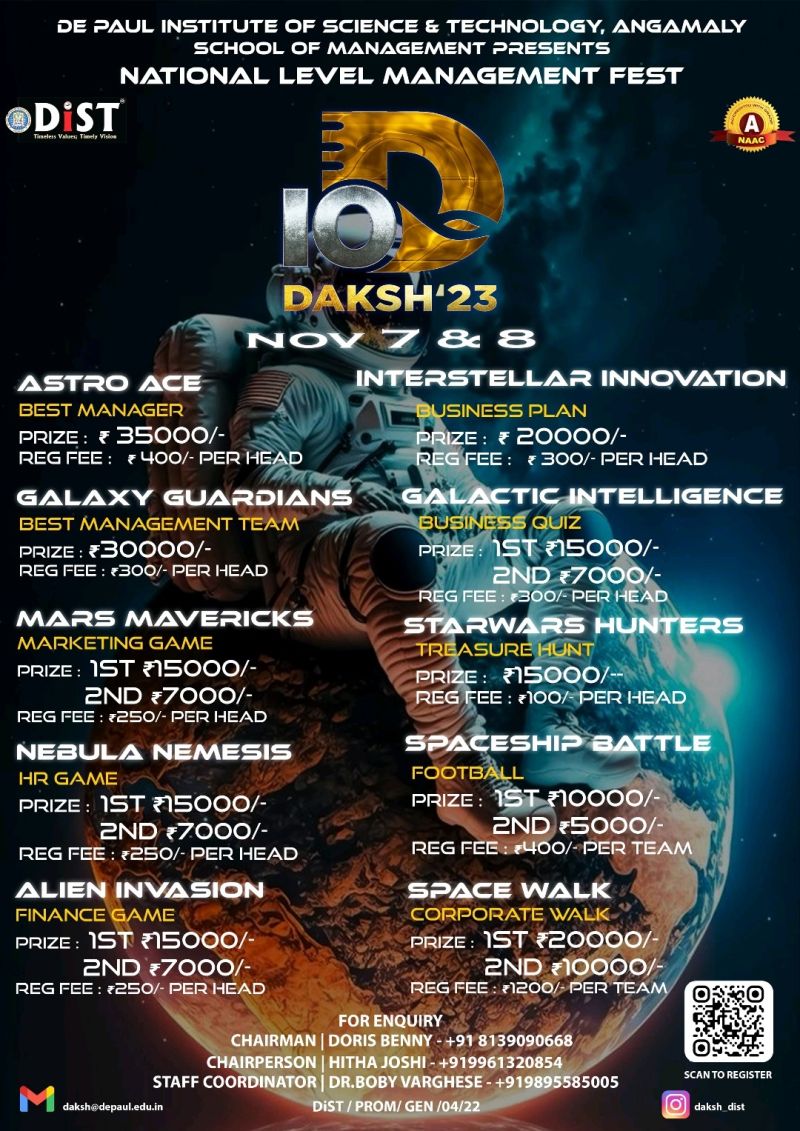 DE PAUL INSTITUTE OF SCIENCE & TECHNOLOGY, ANGAMALY
SCHOOL OF MANAGEMENT PRESENTS
NATIONAL LEVEL MANAGEMENT FEST
DiST
Timeless Values; Timely Vision
A
NAAC
10 D
DAKSH'23
NOV 7 & 8
ASTRO ACE
BEST MANAGER
PRIZE : ₹ 35000/-
REG FEE : ₹ 400/- PER HEAD
INTERSTELLAR INNOVATION
BUSINESS PLAN
PRIZE : ₹ 20000/-
REG FEE : ₹ 300/- PER HEAD
GALAXY GUARDIANS
BEST MANAGEMENT TEAM
PRIZE : ₹30000/-
REG FEE : ₹300/- PER HEAD
GALACTIC INTELLIGENCE
BUSINESS QUIZ
PRIZE : 1ST ₹15000/-
2ND ₹7000/-
REG FEE : ₹300/- PER HEAD
MARS MAVERICKS
MARKETING GAME
PRIZE : 1ST ₹15000/-
2ND ₹7000/-
REG FEE : ₹250/- PER HEAD
STARWARS HUNTERS
TREASURE HUNT
PRIZE : ₹15000/--
REG FEE : ₹100/- PER HEAD
NEBULA NEMESIS
HR GAME
PRIZE : 1ST ₹15000/-
2ND ₹7000/-
REG FEE : ₹250/- PER HEAD
SPACESHIP BATTLE
FOOTBALL
PRIZE : 1ST ₹10000/-
2ND ₹5000/-
REG FEE : ₹400/- PER TEAM
ALIEN INVASION
FINANCE GAME
PRIZE : 1ST ₹15000/-
2ND ₹7000/-
REG FEE : ₹250/- PER HEAD
SPACE WALK
CORPORATE WALK
PRIZE : 1ST ₹20000/-
2ND ₹10000/-
REG FEE : ₹1200/- PER TEAM
FOR ENQUIRY
CHAIRMAN | DORIS BENNY - +91 8139090668
CHAIRPERSON | HITHA JOSHI - +919961320854
STAFF COORDINATOR | DR.BOBY VARGHESE - +919895585005
SCAN TO REGISTER
daksh@depaul.edu.in
DiST / PROM/ GEN /04/22
daksh_dist